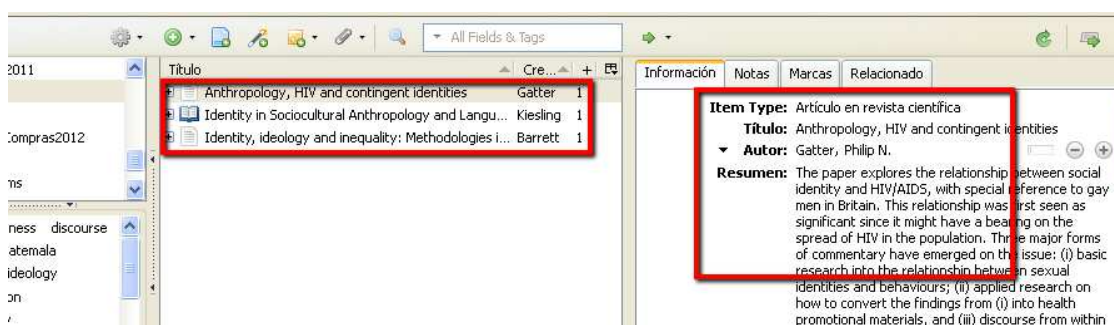 All Fields & Tags
2011
Compras2012
ms
ness discourse
atemala
ideology
on
Título Cre... +
Anthropology, HIV and contingent identities Gatter 1
Identity in Sociocultural Anthropology and Langu... Kiesling 1
Identity, ideology and inequality: Methodologies i... Barrett 1
Información Notas Marcas Relacionado
Item Type: Artículo en revista científica
Título: Anthropology, HIV and contingent identities
Autor: Gatter, Philip N.
Resumen: The paper explores the relationship between social
identity and HIV/AIDS, with special reference to gay
men in Britain. This relationship was first seen as
significant since it might have a bearing on the
spread of HIV in the population. Three major forms
of commentary have emerged on the issue: (i) basic
research into the relationship between sexual
identities and behaviours; (ii) applied research on
how to convert the findings from (i) into health
promotional materials, and (iii) discourse from within